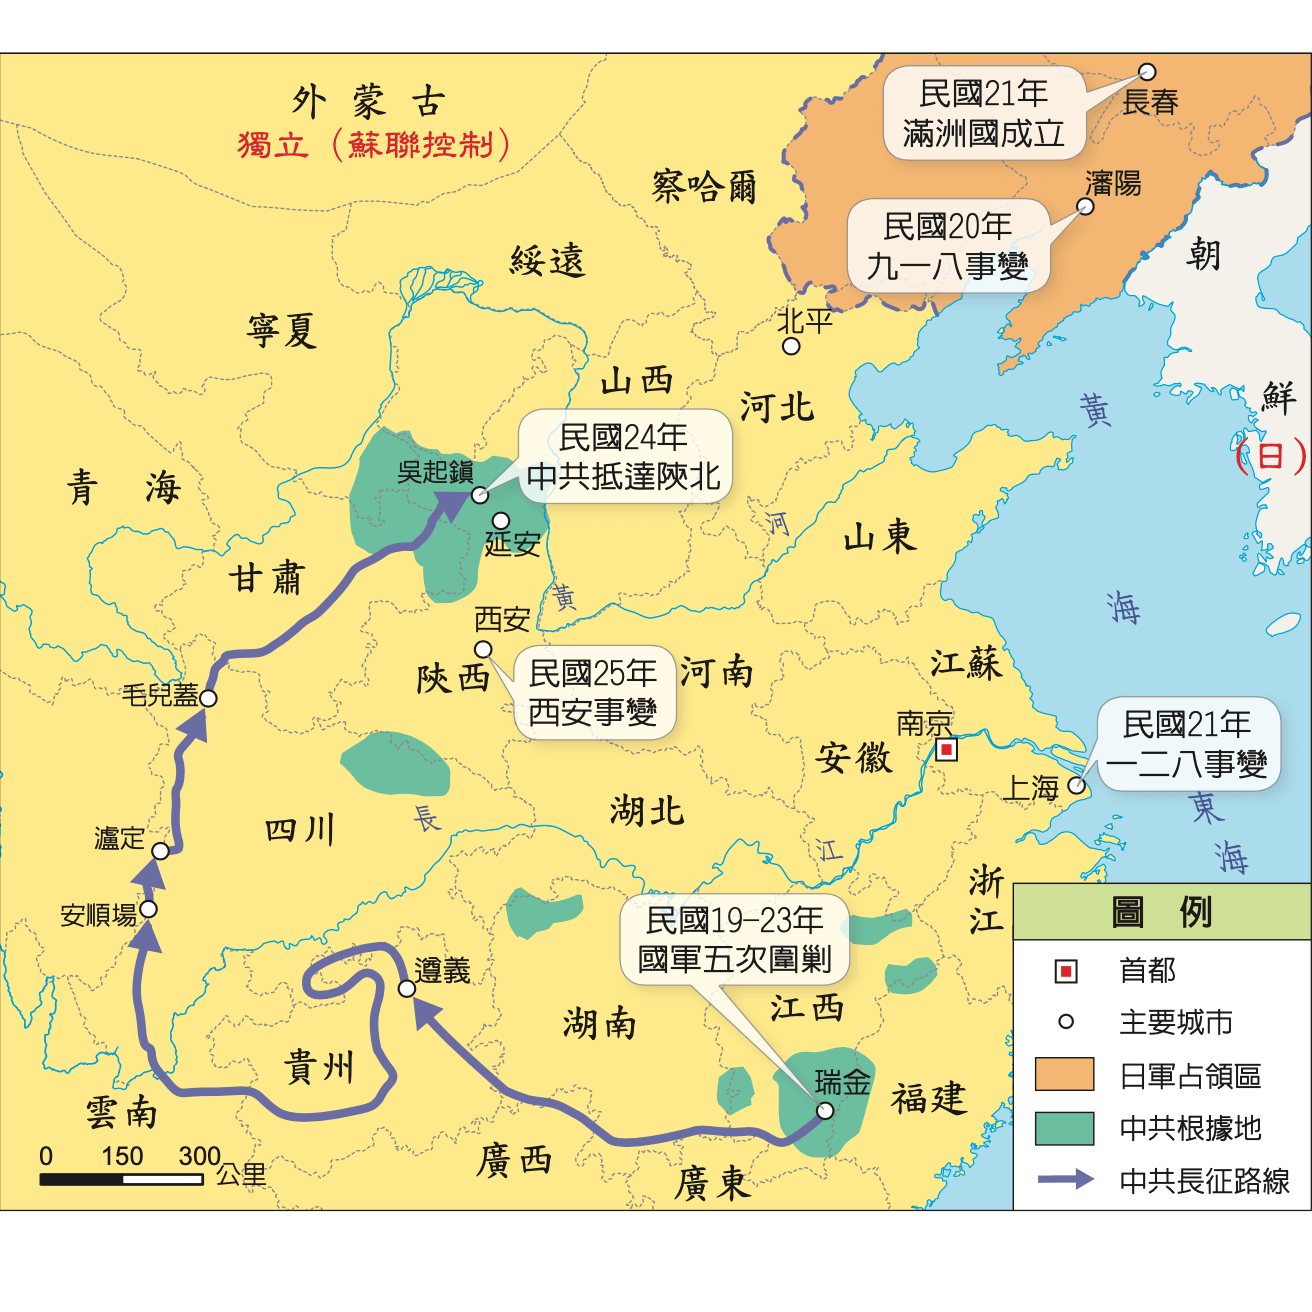 外蒙古
獨立（蘇聯控制）
民國21年
滿洲國成立
長春
察哈爾
瀋陽
民國20年
九一八事變
朝
綏遠
寧夏
北平
山西
河北
黃
鮮
（日）
民國24年
中共抵達陝北
吳起鎮
青海
延安
河
山東
甘肅
黃
海
西安
陝西
民國25年
西安事變
河南
江蘇
毛兒蓋
南京
民國21年
一二八事變
安徽
上海
東
海
湖北
長
四川
瀘定
江
浙
江
安順場
民國19-23年
國軍五次圍剿
遵義
江西
湖南
貴州
瑞金
福建
雲南
廣西
廣東
0 150 300公里
圖例
首都
主要城市
日軍占領區
中共根據地
中共長征路線